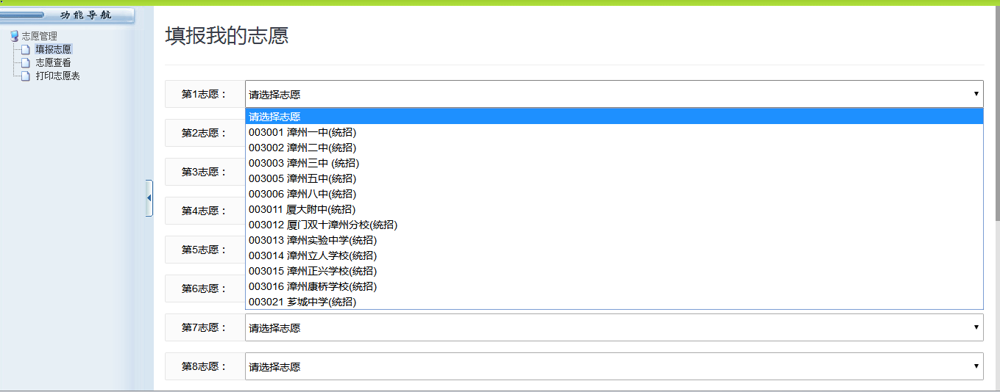 功能导航
志愿管理
填报志愿
志愿查看
打印志愿表
填报我的志愿
第1志愿：
请选择志愿
请选择志愿
003001 漳州一中(统招)
003002 漳州二中(统招)
003003 漳州三中 (统招)
003005 漳州五中(统招)
003006 漳州八中(统招)
003011 厦大附中(统招)
003012 厦门双十漳州分校(统招)
003013 漳州实验中学(统招)
003014 漳州立人学校(统招)
003015 漳州正兴学校(统招)
003016 漳州康桥学校(统招)
003021 芗城中学(统招)
第2志愿：
第3志愿：
第4志愿：
第5志愿：
第6志愿：
第7志愿：
请选择志愿
第8志愿：
请选择志愿